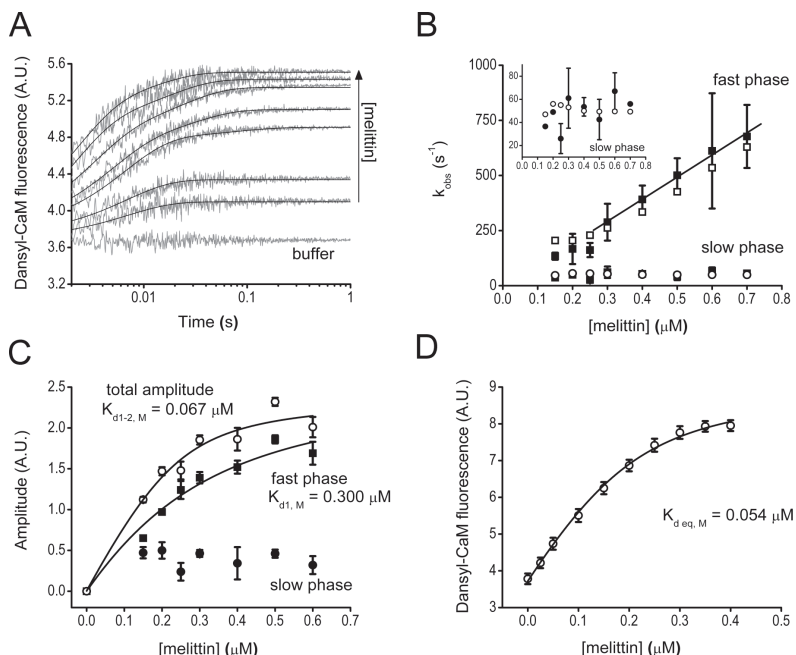 A
Dansyl-CaM fluorescence (A.U.)
5.6
5.2
4.8
4.4
4.0
3.6
3.2
[melittin]
buffer
0.01 0.1 1
Time (s)
B
k obs (s⁻¹)
1000
750
500
250
0
80
60
40
20
0.0 0.1 0.2 0.3 0.4 0.5 0.6 0.7 0.8
slow phase
fast phase
slow phase
0.0 0.1 0.2 0.3 0.4 0.5 0.6 0.7 0.8
[melittin] (μM)
C
Amplitude (A.U.)
2.5
2.0
1.5
1.0
0.5
0.0
total amplitude
K d1-2, M = 0.067 μM
fast phase
K d1, M = 0.300 μM
slow phase
0.0 0.1 0.2 0.3 0.4 0.5 0.6 0.7
[melittin] (μM)
D
Dansyl-CaM fluorescence (A.U.)
9
8
7
6
5
4
3
K d eq, M = 0.054 μM
0.0 0.1 0.2 0.3 0.4 0.5
[melittin] (μM)